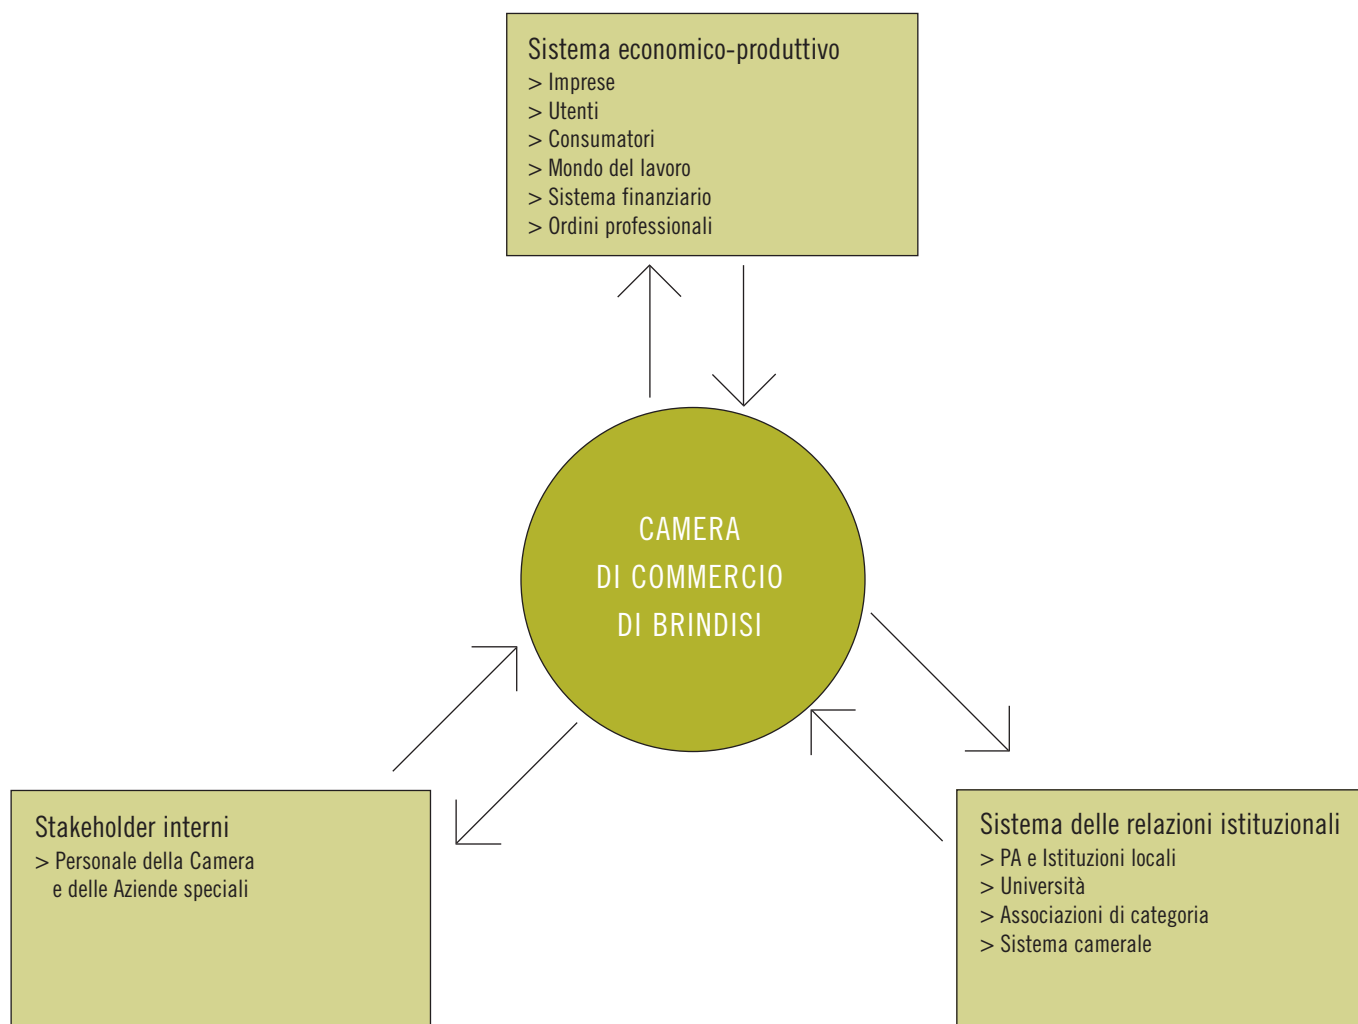 Sistema economico-produttivo
> Imprese
> Utenti
> Consumatori
> Mondo del lavoro
> Sistema finanziario
> Ordini professionali
CAMERA
DI COMMERCIO
DI BRINDISI
Stakeholder interni
> Personale della Camera
e delle Aziende speciali
Sistema delle relazioni istituzionali
> PA e Istituzioni locali
> Università
> Associazioni di categoria
> Sistema camerale